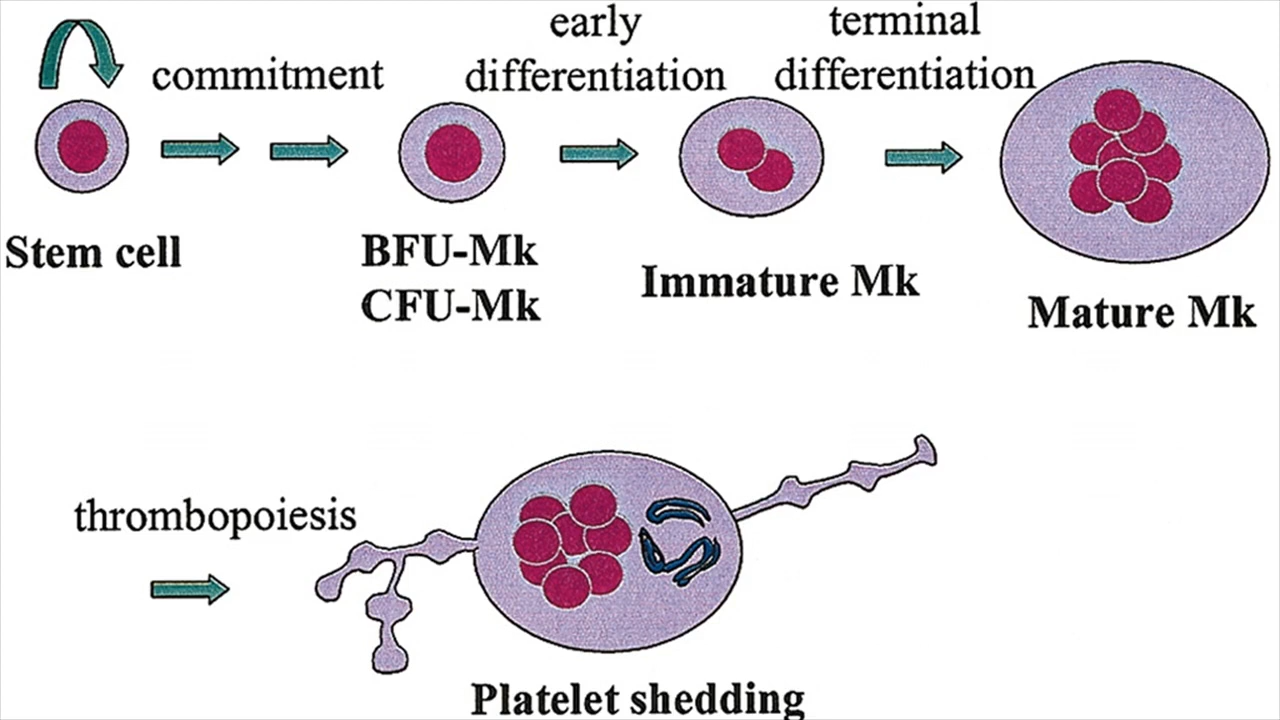 commitment
early
differentiation
terminal
differentiation
Stem cell
BFU-Mk
CFU-Mk
Immature Mk
Mature Mk
thrombopoiesis
Platelet shedding